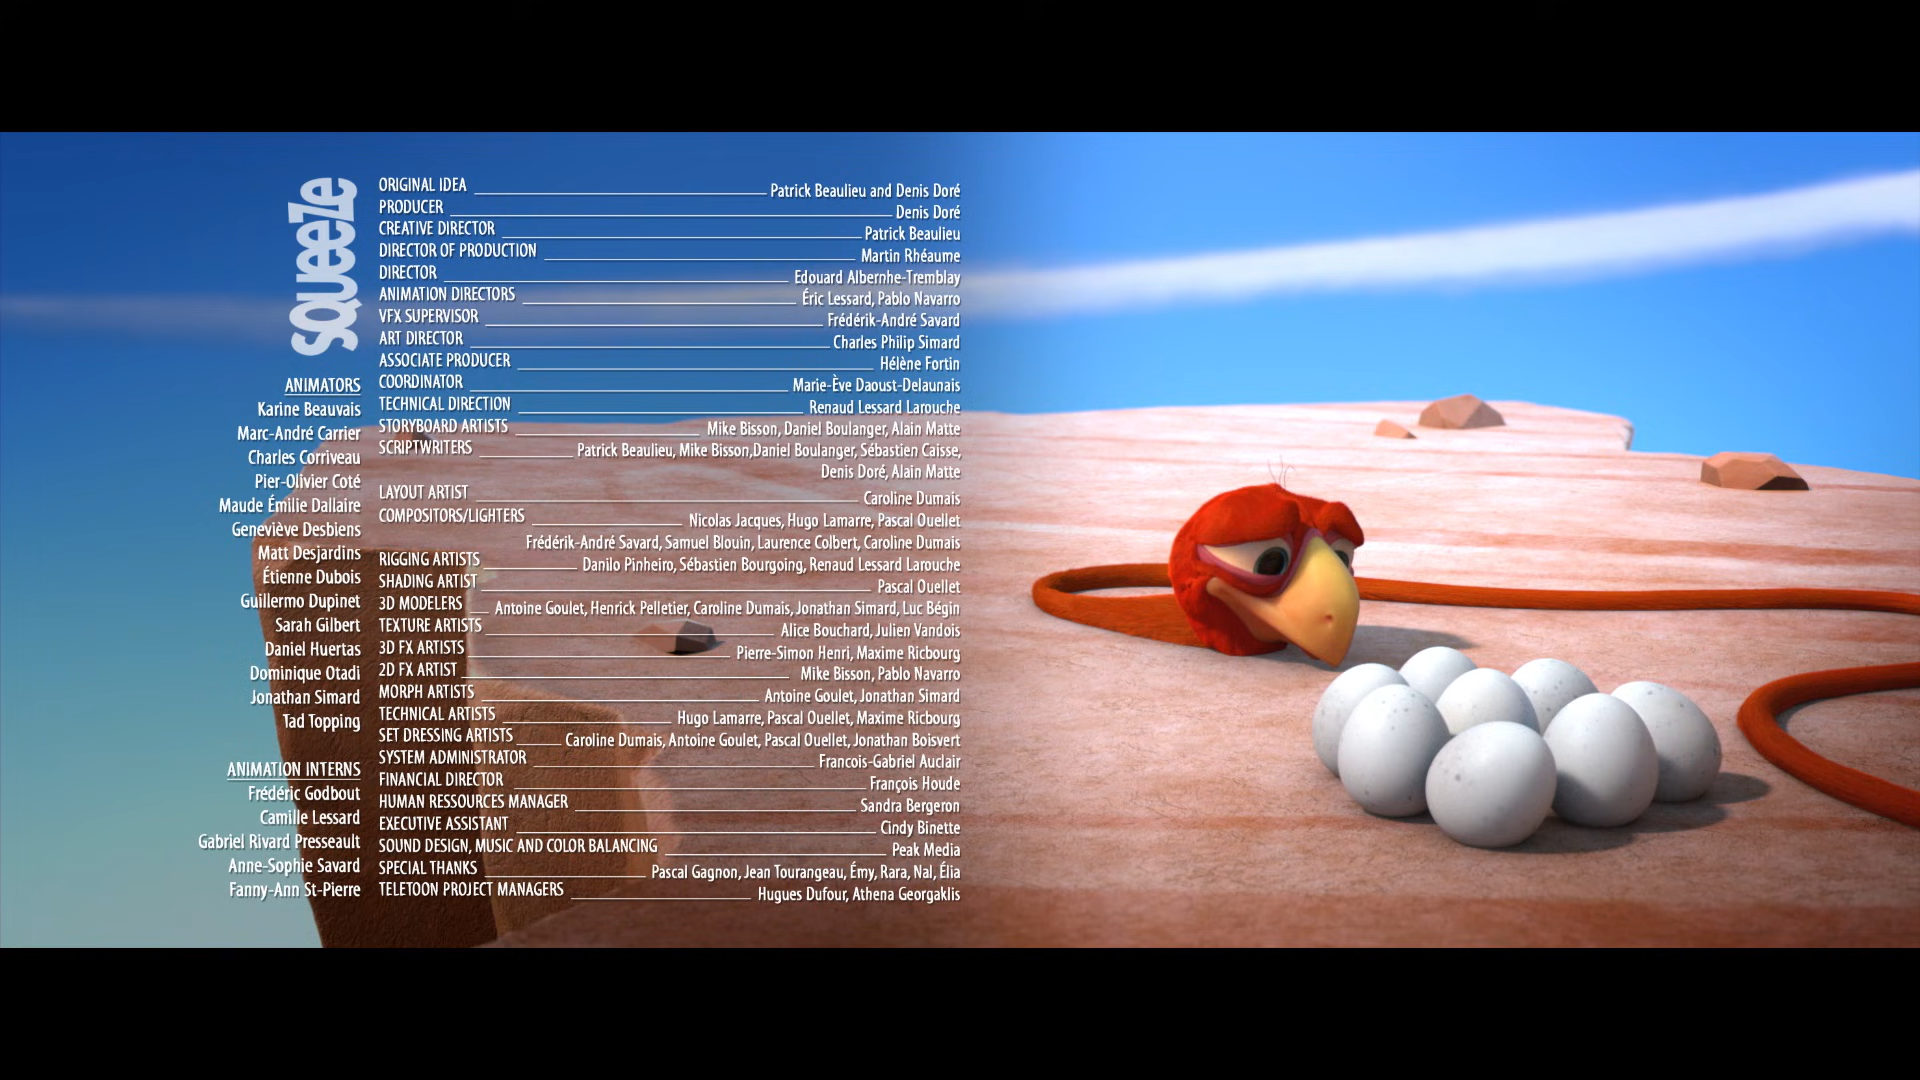 squeeze
ANIMATORS
Karine Beauvais
Marc-André Carrier
Charles Corriveau
Pier-Olivier Coté
Maude Émilie Dallaire
Geneviève Desbiens
Matt Desjardins
Étienne Dubois
Guillermo Dupinet
Sarah Gilbert
Daniel Huertas
Dominique Otadi
Jonathan Simard
Tad Topping
ANIMATION INTERNS
Frédéric Godbout
Camille Lessard
Gabriel Rivard Presseault
Anne-Sophie Savard
Fanny-Ann St-Pierre
ORIGINAL IDEA Patrick Beaulieu and Denis Doré
PRODUCER Denis Doré
CREATIVE DIRECTOR Patrick Beaulieu
DIRECTOR OF PRODUCTION Martin Rhéaume
DIRECTOR Edouard Albernhe-Tremblay
ANIMATION DIRECTORS Éric Lessard, Pablo Navarro
VFX SUPERVISOR Frédérik-André Savard
ART DIRECTOR Charles Philip Simard
ASSOCIATE PRODUCER Hélène Fortin
COORDINATOR Marie-Ève Daoust-Delaunais
TECHNICAL DIRECTION Renaud Lessard Larouche
STORYBOARD ARTISTS Mike Bisson, Daniel Boulanger, Alain Matte
SCRIPTWRITERS Patrick Beaulieu, Mike Bisson,Daniel Boulanger, Sébastien Caisse,
Denis Doré, Alain Matte
LAYOUT ARTIST Caroline Dumais
COMPOSITORS/LIGHTERS Nicolas Jacques, Hugo Lamarre, Pascal Ouellet
Frédérik-André Savard, Samuel Blouin, Laurence Colbert, Caroline Dumais
RIGGING ARTISTS Danilo Pinheiro, Sébastien Bourgoing, Renaud Lessard Larouche
SHADING ARTIST Pascal Ouellet
3D MODELERS Antoine Goulet, Henrick Pelletier, Caroline Dumais, Jonathan Simard, Luc Bégin
TEXTURE ARTISTS Alice Bouchard, Julien Vandois
3D FX ARTISTS Pierre-Simon Henri, Maxime Ricbourg
2D FX ARTIST Mike Bisson, Pablo Navarro
MORPH ARTISTS Antoine Goulet, Jonathan Simard
TECHNICAL ARTISTS Hugo Lamarre, Pascal Ouellet, Maxime Ricbourg
SET DRESSING ARTISTS Caroline Dumais, Antoine Goulet, Pascal Ouellet, Jonathan Boisvert
SYSTEM ADMINISTRATOR Francois-Gabriel Auclair
FINANCIAL DIRECTOR François Houde
HUMAN RESSOURCES MANAGER Sandra Bergeron
EXECUTIVE ASSISTANT Cindy Binette
SOUND DESIGN, MUSIC AND COLOR BALANCING Peak Media
SPECIAL THANKS Pascal Gagnon, Jean Tourangeau, Émy, Rara, Nal, Élia
TELETOON PROJECT MANAGERS Hugues Dufour, Athena Georgaklis